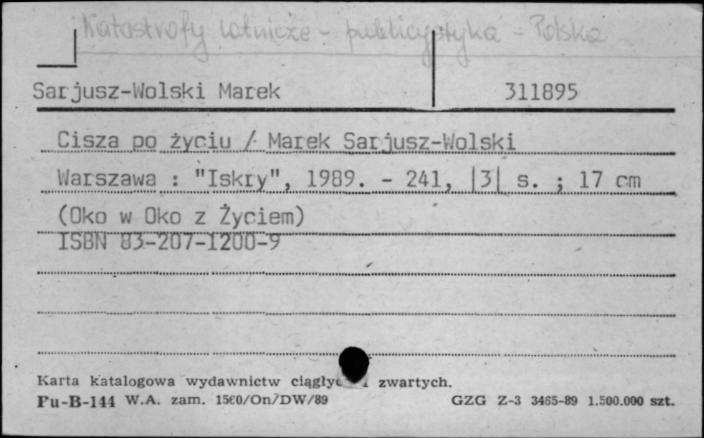 Katastrofy lotnicze - publicystyka - Polska
Sarjusz-Wolski Marek 311895
Cisza po życiu / Marek Sarjusz-Wolski
Warszawa : "Iskry", 1989. - 241, |3| s. ; 17 cm
(Oko w Oko z Życiem)
ISBN 83-207-1200-9
Karta katalogowa wydawnictw zwartych.
Pu-B-144 W.A. zam. 1560/On/DW/89 GZG Z-3 3465-89 1.500.000 szt.